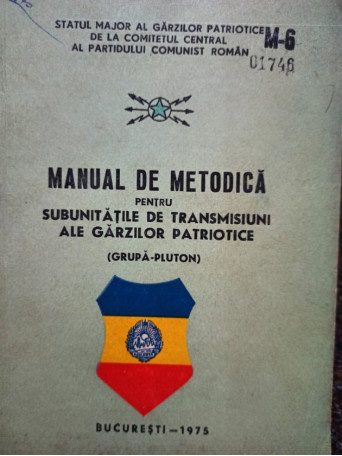 STATUL MAJOR AL GĂRZILOR PATRIOTICE
DE LA COMITETUL CENTRAL
AL PARTIDULUI COMUNIST ROMÂN
M-6
01746
MANUAL DE METODICĂ
PENTRU
SUBUNITĂȚILE DE TRANSMISIUNI
ALE GĂRZILOR PATRIOTICE
(GRUPĂ-PLUTON)
BUCUREȘTI — 1975